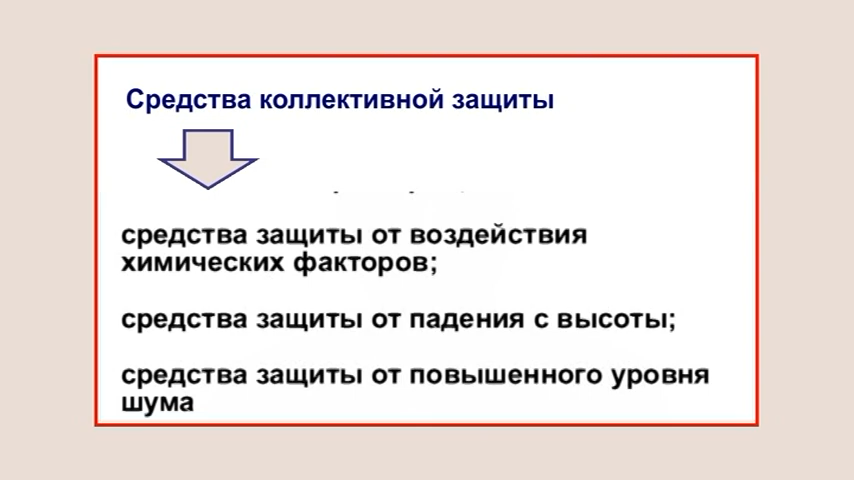 Средства коллективной защиты
средства защиты от воздействия
химических факторов;
средства защиты от падения с высоты;
средства защиты от повышенного уровня
шума